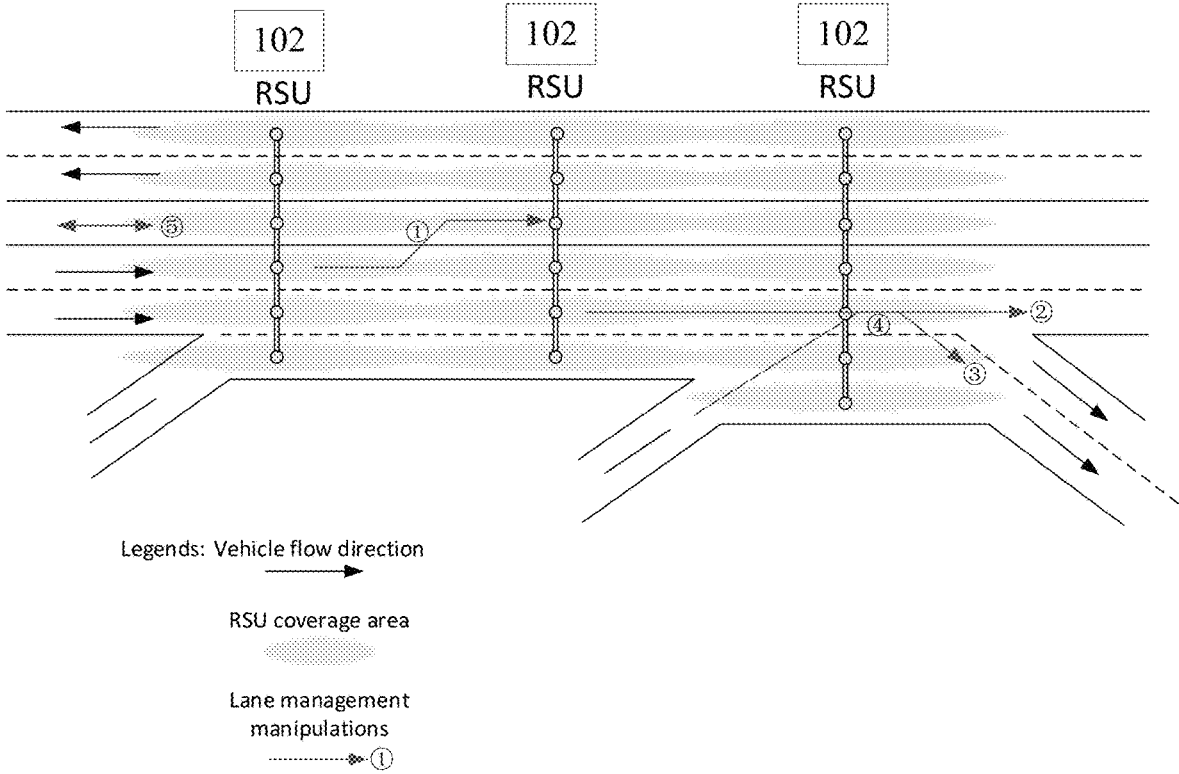 102 102 102
RSU RSU RSU
⑤
①
②
④
③
Legends: Vehicle flow direction
RSU coverage area
Lane management
manipulations
①